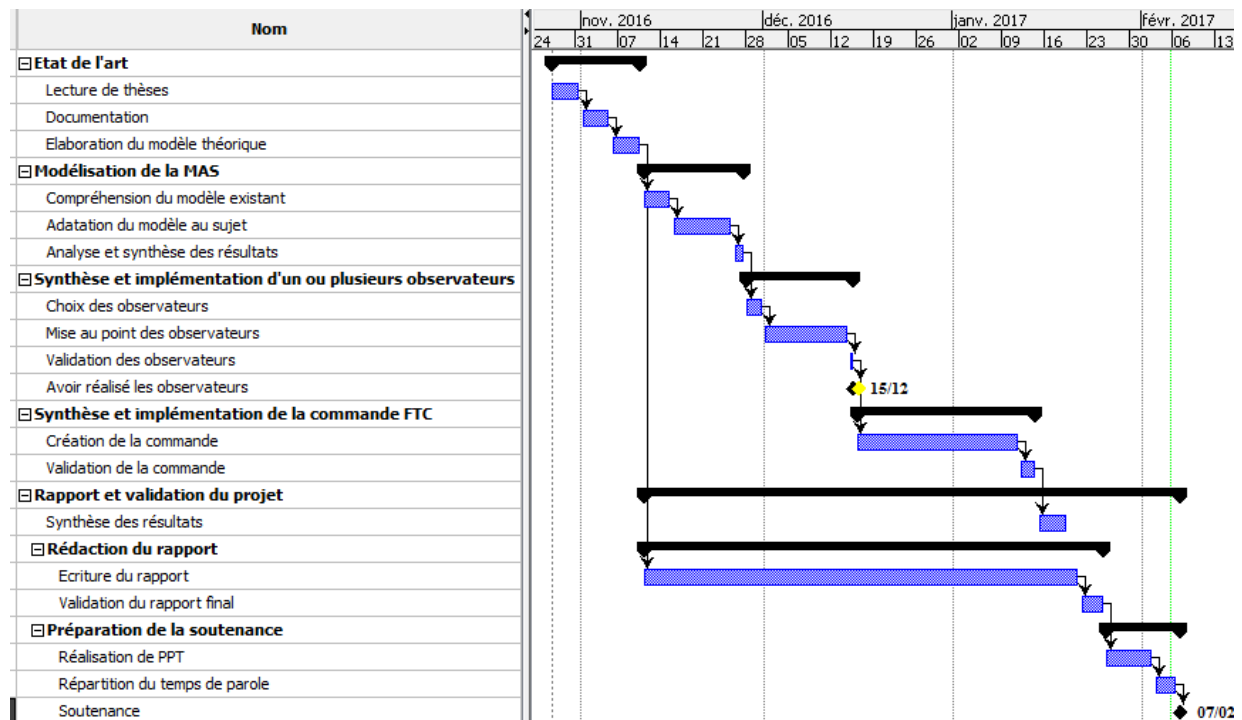 Nom
nov. 2016 déc. 2016 janv. 2017 févr. 2017
24 31 07 14 21 28 05 12 19 26 02 09 16 23 30 06 13
Etat de l'art
Lecture de thèses
Documentation
Elaboration du modèle théorique
Modélisation de la MAS
Compréhension du modèle existant
Adatation du modèle au sujet
Analyse et synthèse des résultats
Synthèse et implémentation d'un ou plusieurs observateurs
Choix des observateurs
Mise au point des observateurs
Validation des observateurs
Avoir réalisé les observateurs 15/12
Synthèse et implémentation de la commande FTC
Création de la commande
Validation de la commande
Rapport et validation du projet
Synthèse des résultats
Rédaction du rapport
Ecriture du rapport
Validation du rapport final
Préparation de la soutenance
Réalisation de PPT
Répartition du temps de parole
Soutenance 07/02